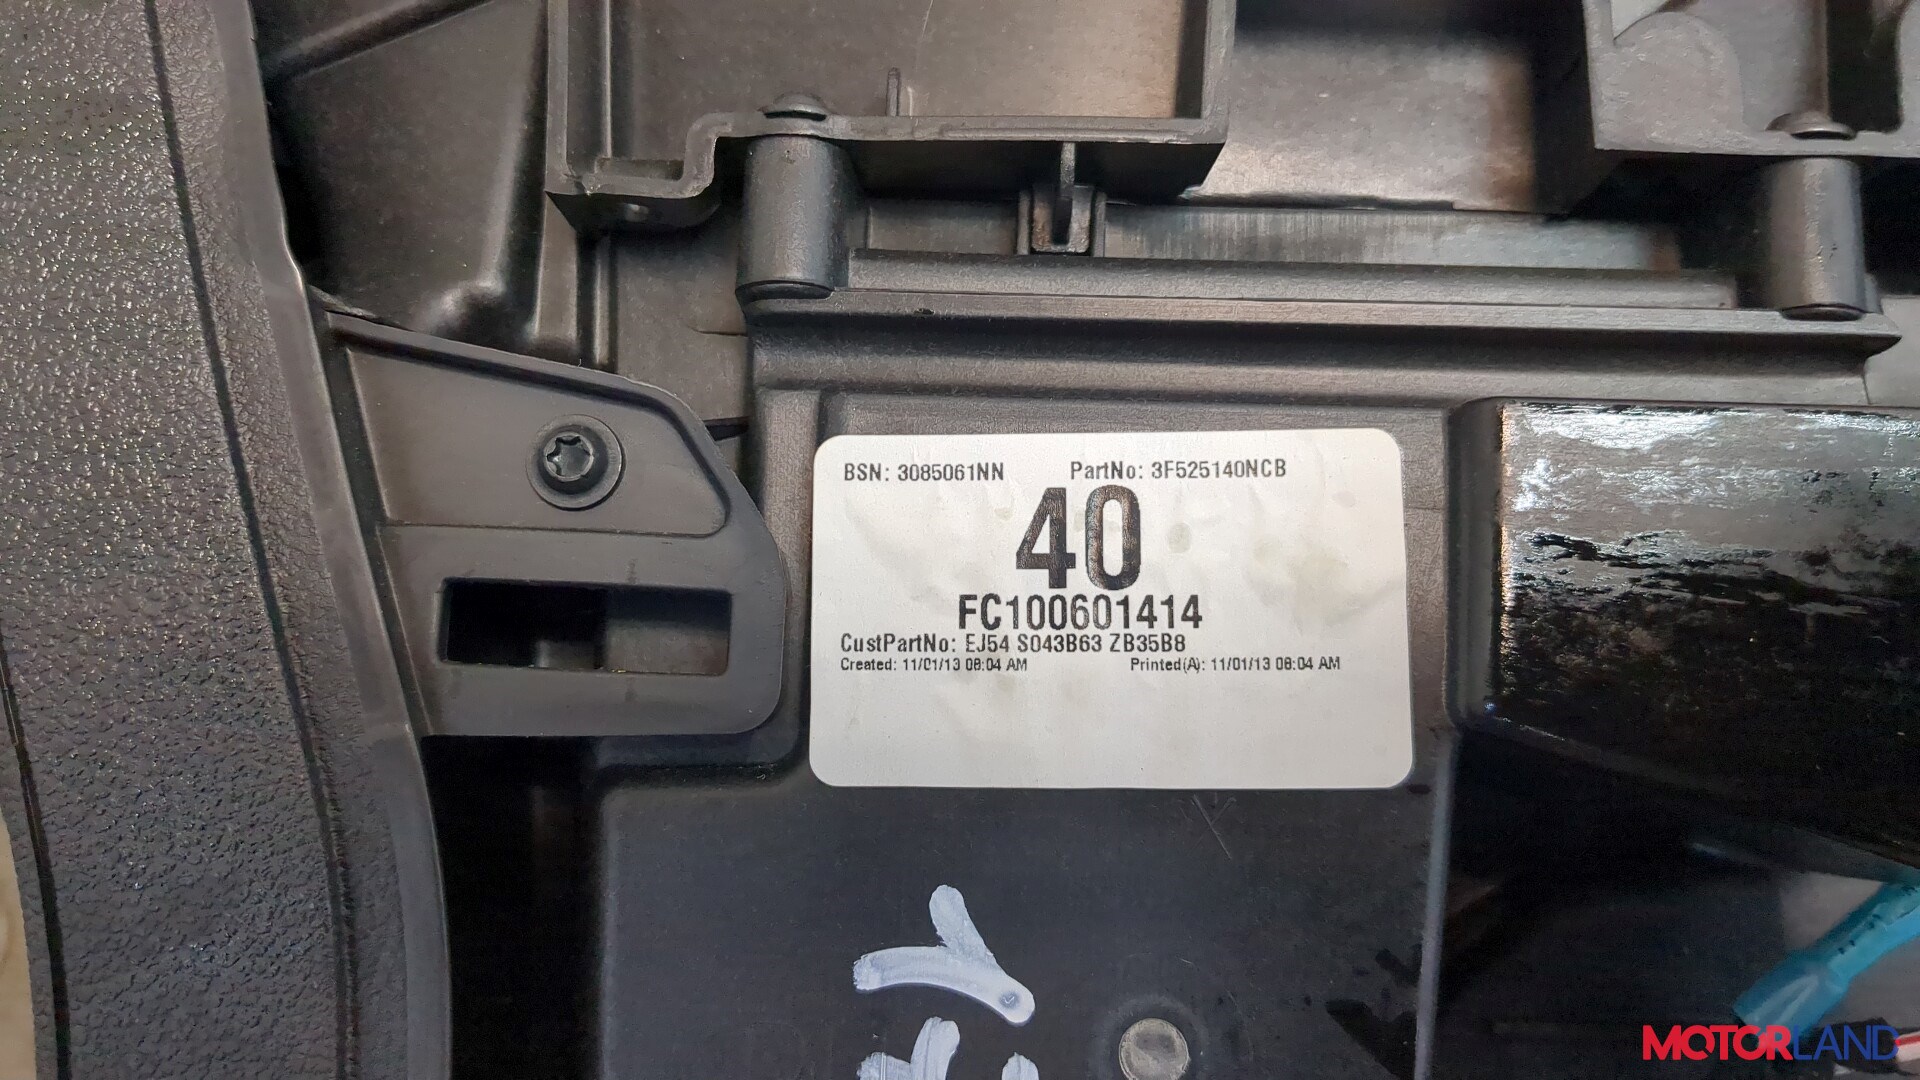 BSN: 3085061NN PartNo: 3F525140NCB
40
FC100601414
CustPartNo: EJ54 S043B63 ZB35B8
Created: 11/01/13 08:04 AM Printed(A): 11/01/13 08:04 AM
MOTORLAND